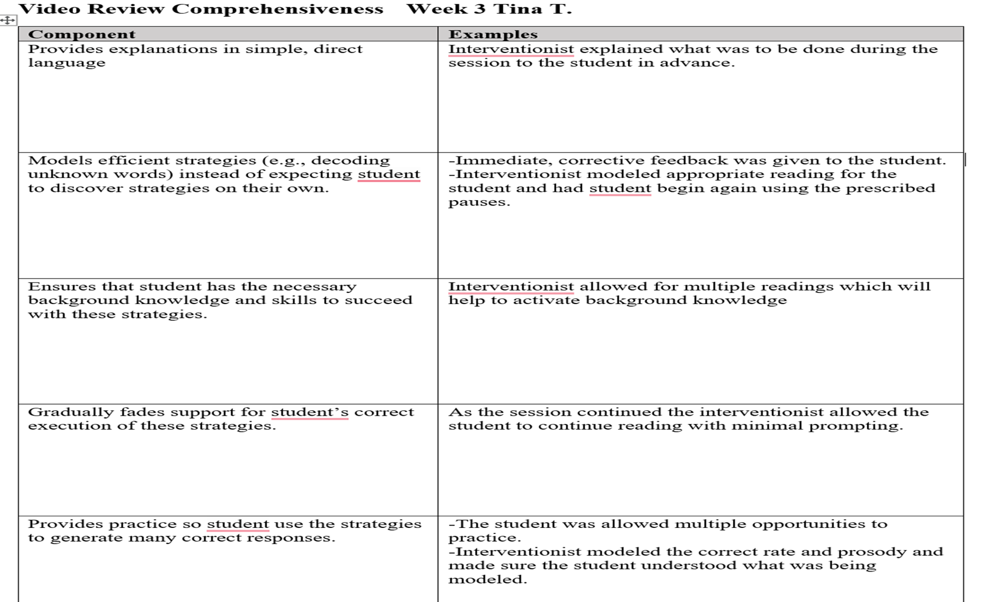 Video Review Comprehensiveness Week 3 Tina T.
Component
Examples
Provides explanations in simple, direct
language
Interventionist explained what was to be done during the
session to the student in advance.
Models efficient strategies (e.g., decoding
unknown words) instead of expecting student
to discover strategies on their own.
-Immediate, corrective feedback was given to the student.
-Interventionist modeled appropriate reading for the
student and had student begin again using the prescribed
pauses.
Ensures that student has the necessary
background knowledge and skills to succeed
with these strategies.
Interventionist allowed for multiple readings which will
help to activate background knowledge
Gradually fades support for student’s correct
execution of these strategies.
As the session continued the interventionist allowed the
student to continue reading with minimal prompting.
Provides practice so student use the strategies
to generate many correct responses.
-The student was allowed multiple opportunities to
practice.
-Interventionist modeled the correct rate and prosody and
made sure the student understood what was being
modeled.